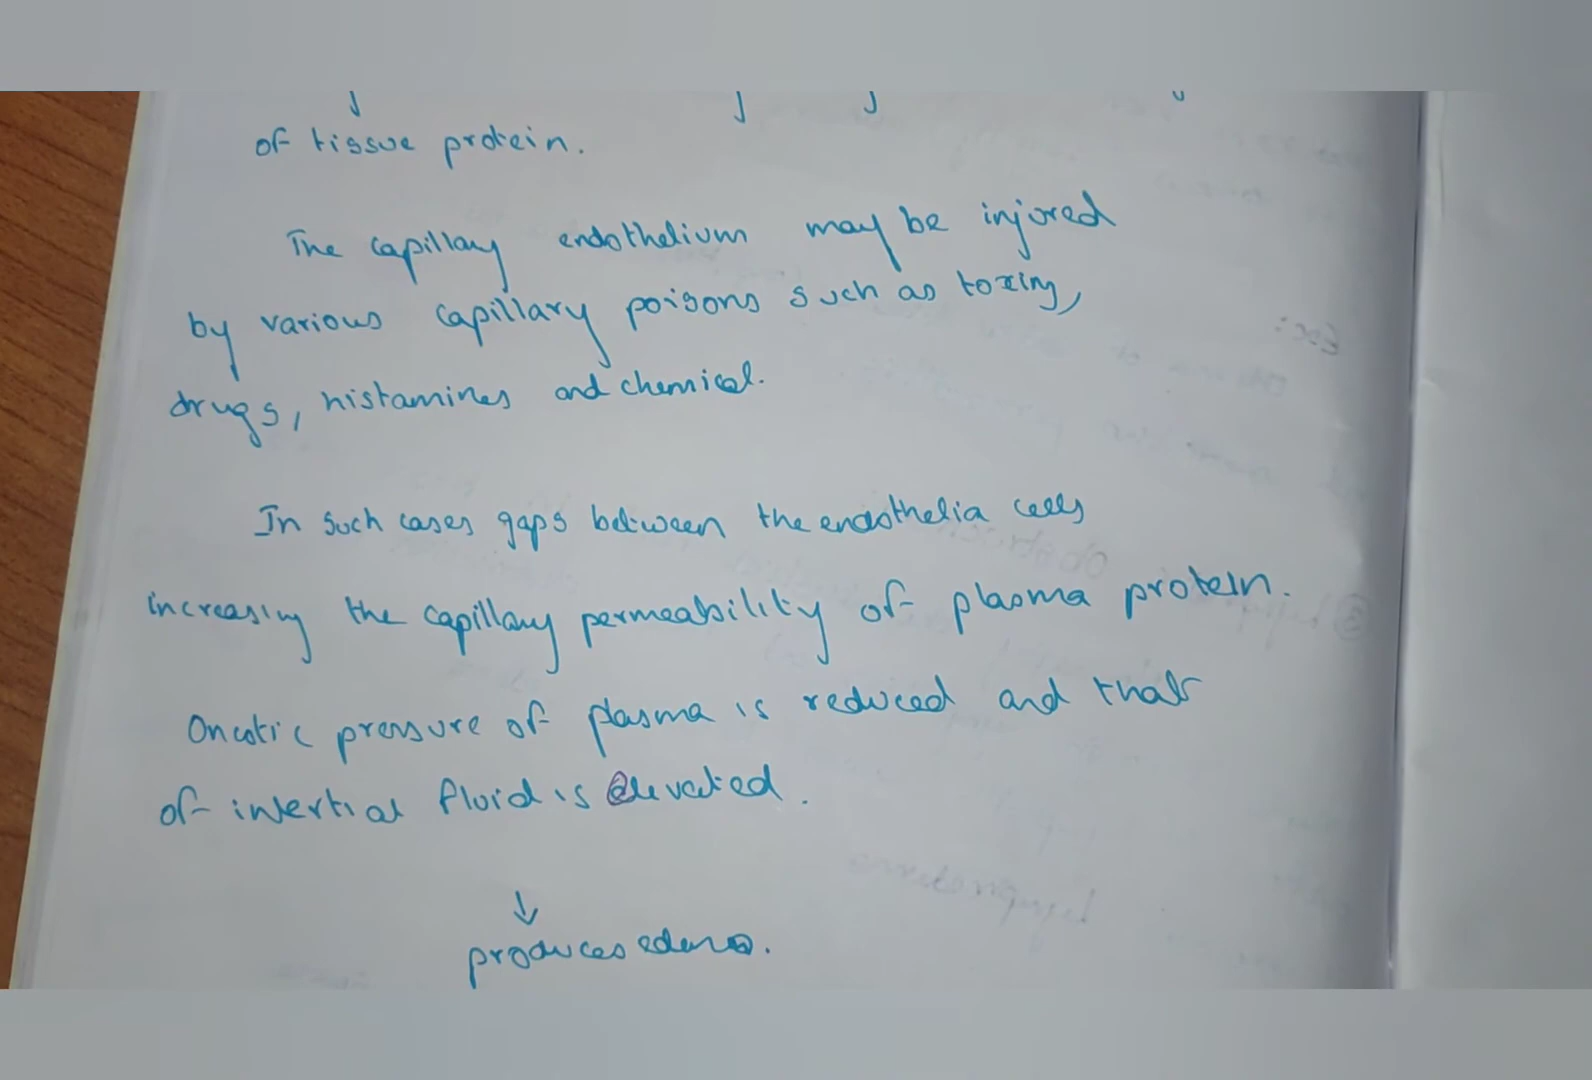 of tissue protein.
The capillary endothelium may be injured
by various capillary poisons such as toxins,
drugs, histamines and chemical.
In such cases gaps between the endothelia cells
increasing the capillary permeability of plasma protein.
Oncotic pressure of plasma is reduced and that
of intertial fluid is elevated.
↓
produces edema.